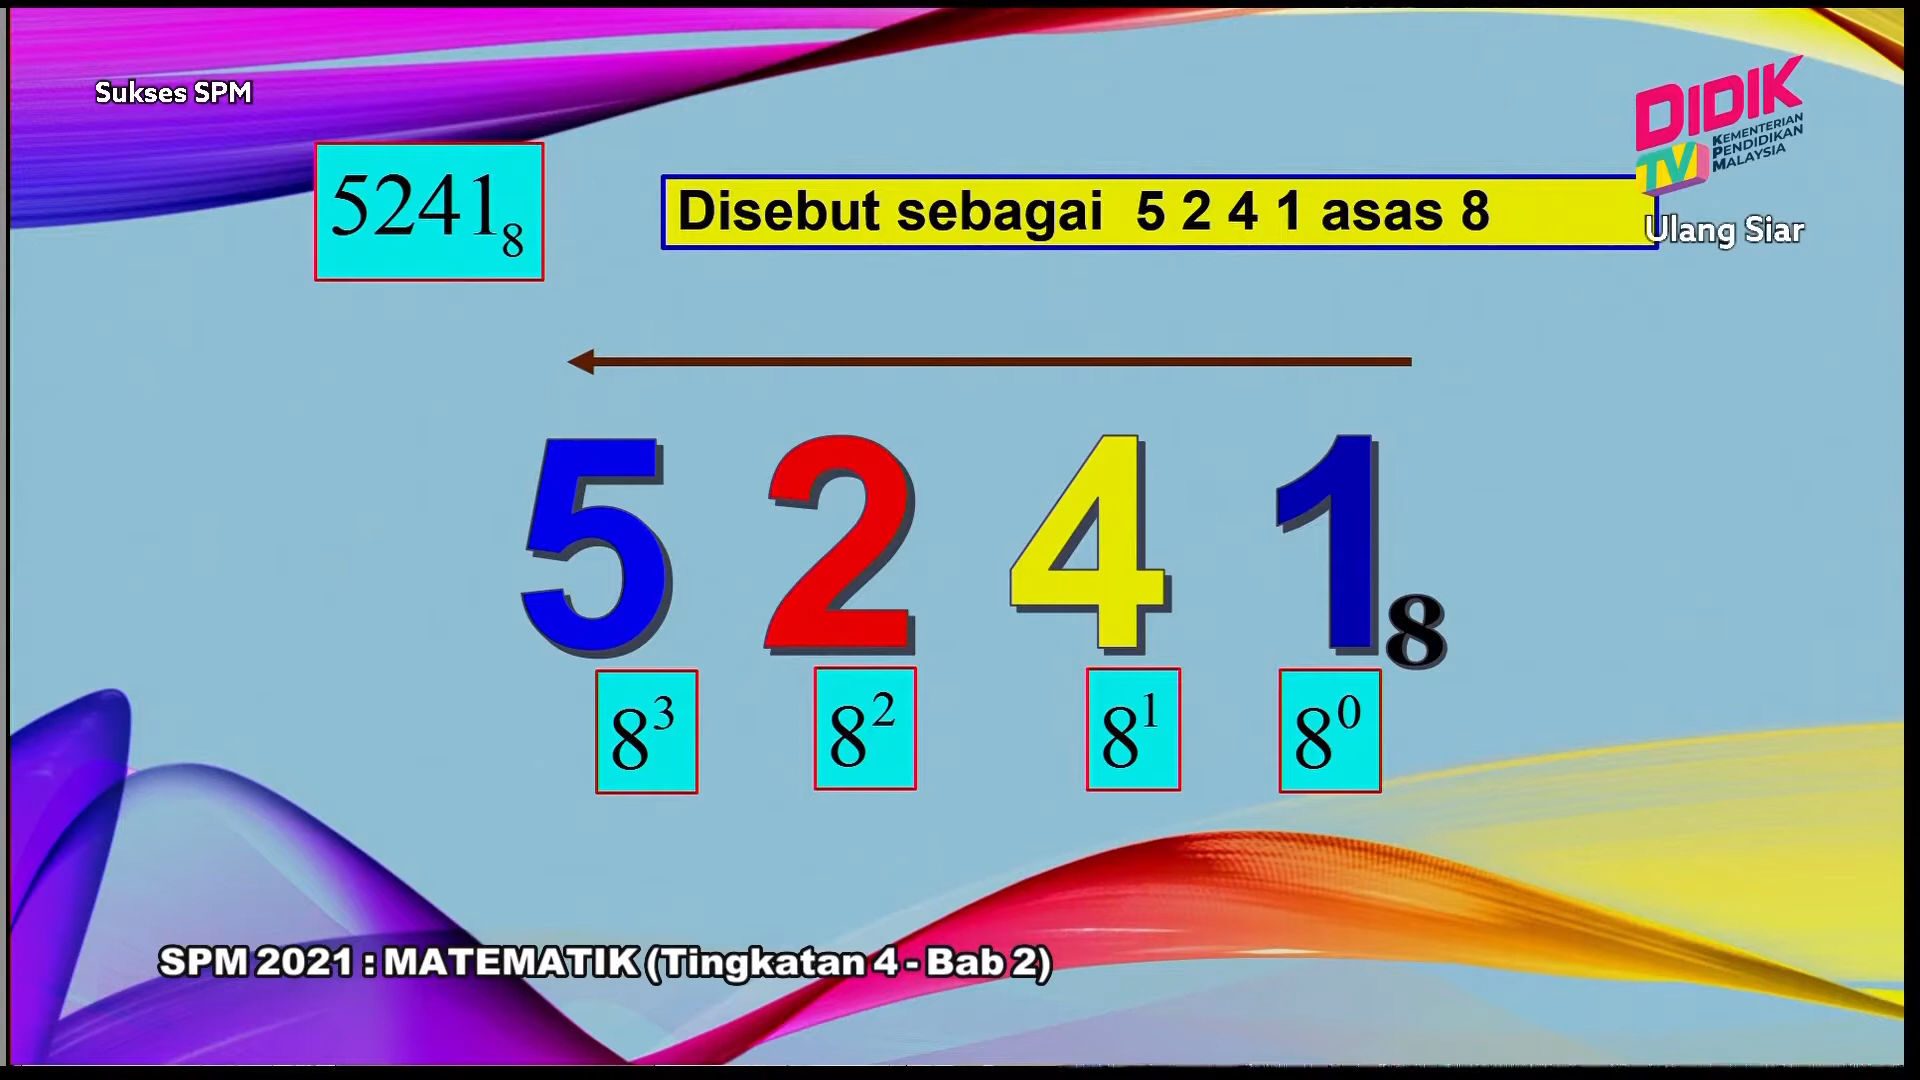 Sukses SPM
DIDIK
TV
KEMENTERIAN
PENDIDIKAN
MALAYSIA
Ulang Siar
5241₈
Disebut sebagai 5 2 4 1 asas 8
5 2 4 1₈
8³ 8² 8¹ 8⁰
SPM 2021 : MATEMATIK (Tingkatan 4 - Bab 2)